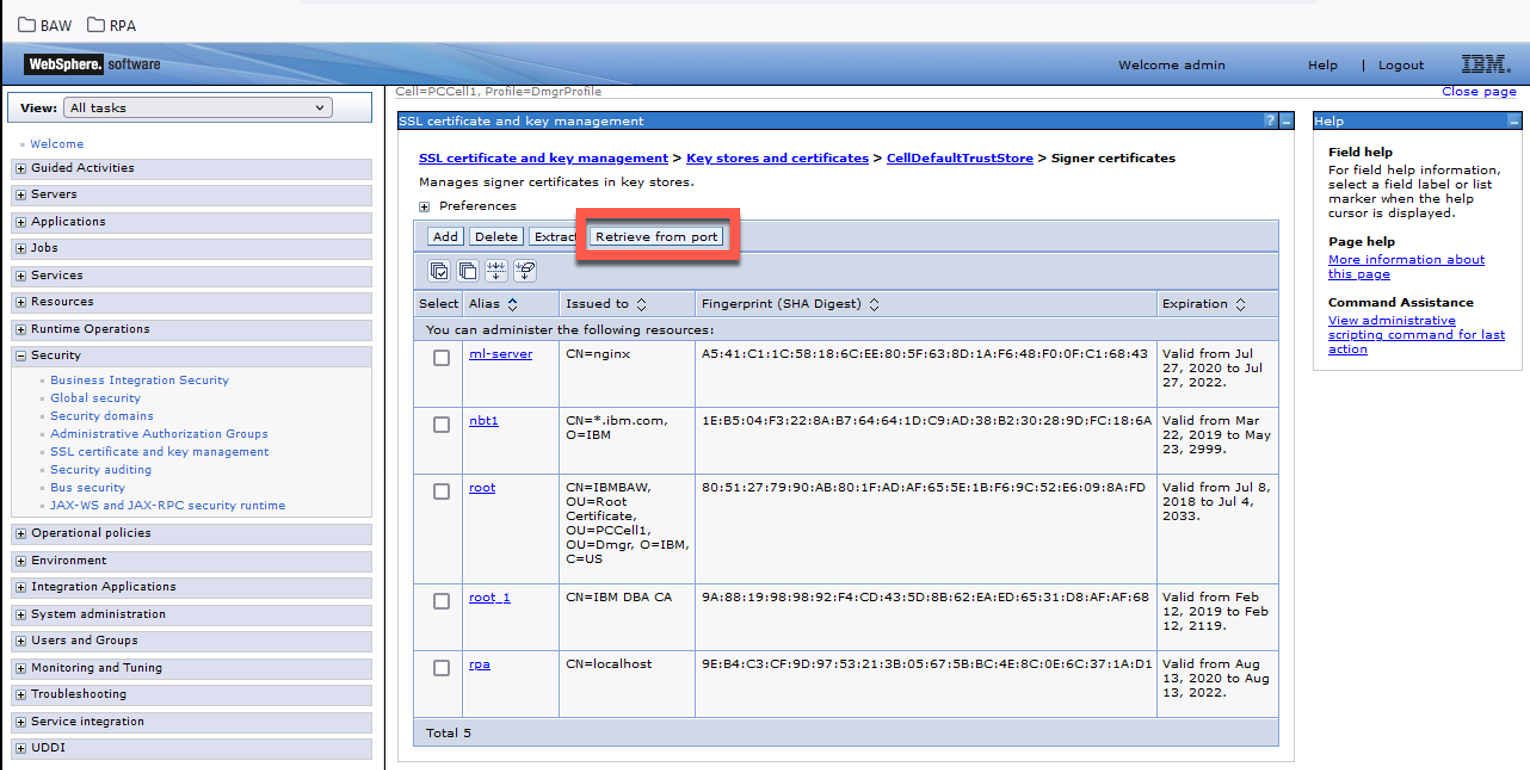 BAW RPA
WebSphere. software
Welcome admin Help | Logout IBM.
View: All tasks
Cell=PCCell1, Profile=DmgrProfile
Close page
Welcome
Guided Activities
Servers
Applications
Jobs
Services
Resources
Runtime Operations
Security
Business Integration Security
Global security
Security domains
Administrative Authorization Groups
SSL certificate and key management
Security auditing
Bus security
JAX-WS and JAX-RPC security runtime
Operational policies
Environment
Integration Applications
System administration
Users and Groups
Monitoring and Tuning
Troubleshooting
Service integration
UDDI
SSL certificate and key management ? _
SSL certificate and key management > Key stores and certificates > CellDefaultTrustStore > Signer certificates
Manages signer certificates in key stores.
Preferences
Add Delete Extract Retrieve from port
Select Alias Issued to Fingerprint (SHA Digest) Expiration
You can administer the following resources:
ml-server CN=nginx A5:41:C1:1C:58:18:6C:EE:80:5F:63:8D:1A:F6:48:F0:0F:C1:68:43 Valid from Jul
27, 2020 to Jul
27, 2022.
nbt1 CN=*.ibm.com, 1E:B5:04:F3:22:8A:B7:64:64:1D:C9:AD:38:B2:30:28:9D:FC:18:6A Valid from Mar
O=IBM 22, 2019 to May
23, 2999.
root CN=IBMBAW, 80:51:27:79:90:AB:80:1F:AD:AF:65:5E:1B:F6:9C:52:E6:09:8A:FD Valid from Jul 8,
OU=Root 2018 to Jul 4,
Certificate, 2033.
OU=PCCell1,
OU=Dmgr, O=IBM,
C=US
root_1 CN=IBM DBA CA 9A:88:19:98:98:92:F4:CD:43:5D:8B:62:EA:ED:65:31:D8:AF:AF:68 Valid from Feb
12, 2019 to Feb
12, 2119.
rpa CN=localhost 9E:B4:C3:CF:9D:97:53:21:3B:05:67:5B:BC:4E:8C:0E:6C:37:1A:D1 Valid from Aug
13, 2020 to Aug
13, 2022.
Total 5
Help _
Field help
For field help information,
select a field label or list
marker when the help
cursor is displayed.
Page help
More information about
this page
Command Assistance
View administrative
scripting command for last
action